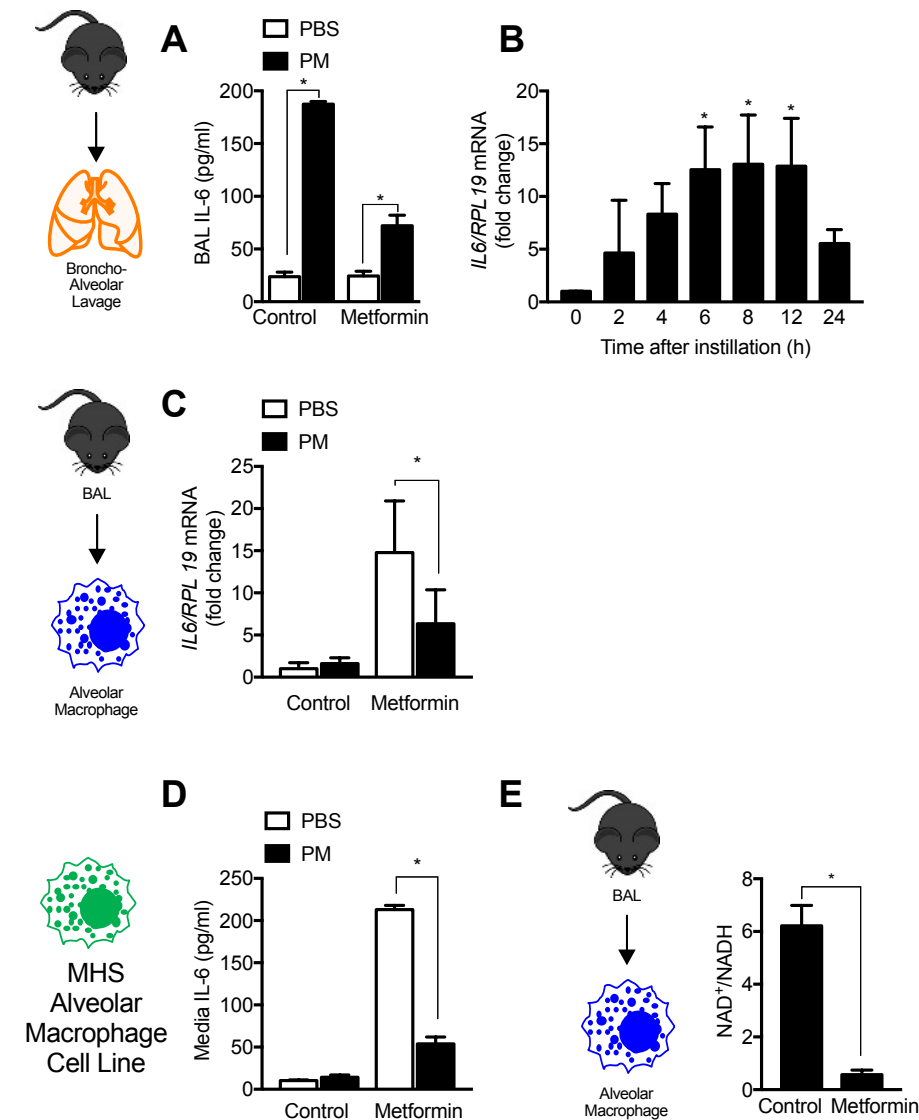 A
PBS
PM
BAL IL-6 (pg/ml)
200
150
100
50
0
*
*
Control
Metformin
Broncho-
Alveolar
Lavage
B
IL6/RPL19 mRNA
(fold change)
20
15
10
5
0
* * *
0 2 4 6 8 12 24
Time after instillation (h)
C
PBS
PM
BAL
Alveolar
Macrophage
IL6/RPL 19 mRNA
(fold change)
25
20
15
10
5
0
*
Control
Metformin
D
PBS
PM
MHS
Alveolar
Macrophage
Cell Line
Media IL-6 (pg/ml)
250
200
150
100
50
0
*
Control
Metformin
E
BAL
Alveolar
Macrophage
NAD⁺/NADH
8
6
4
2
0
*
Control
Metformin